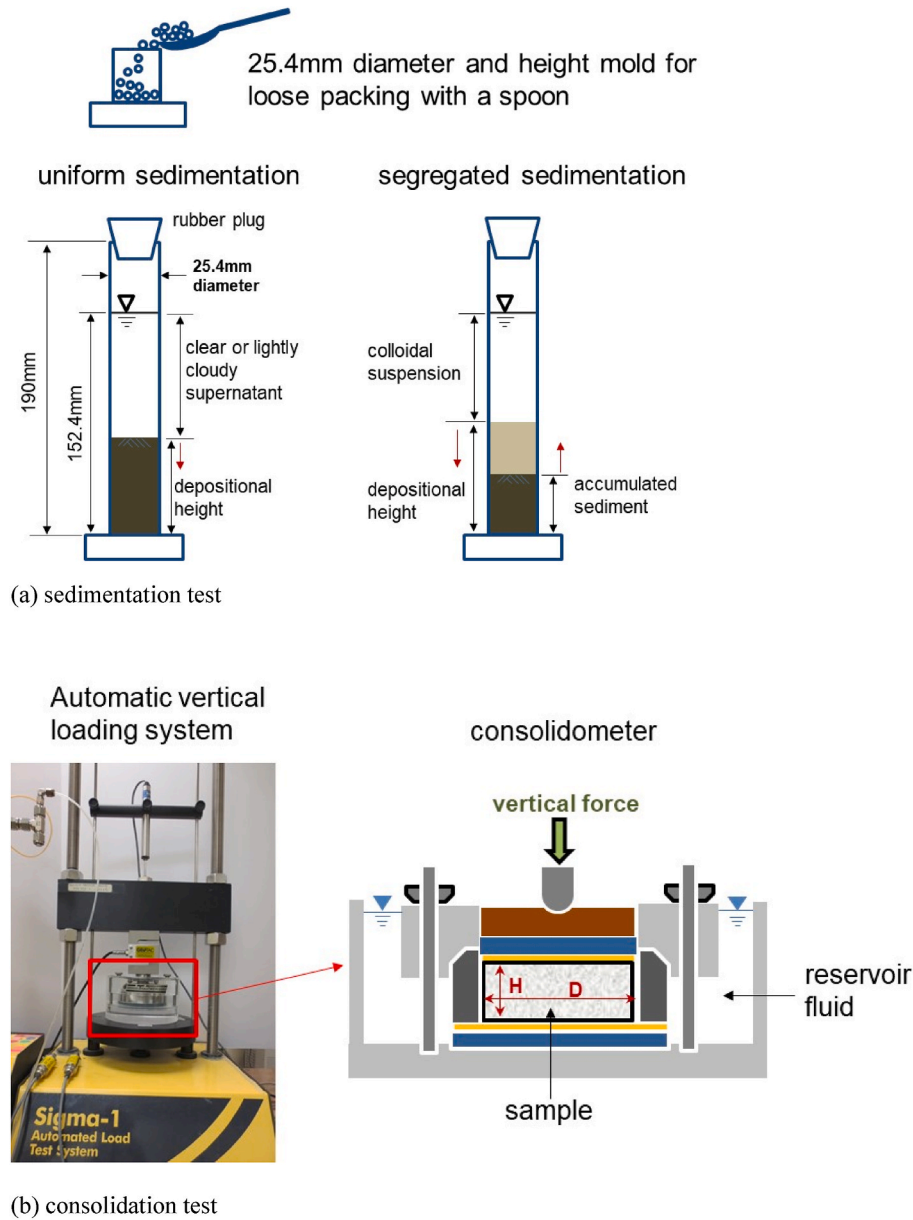 25.4mm diameter and height mold for
loose packing with a spoon
uniform sedimentation
segregated sedimentation
rubber plug
25.4mm
diameter
190mm
152.4mm
clear or lightly
cloudy
supernatant
depositional
height
colloidal
suspension
depositional
height
accumulated
sediment
(a) sedimentation test
Automatic vertical
loading system
consolidometer
vertical force
H
D
reservoir
fluid
sample
Sigma-1
Automated Load
Test System
(b) consolidation test